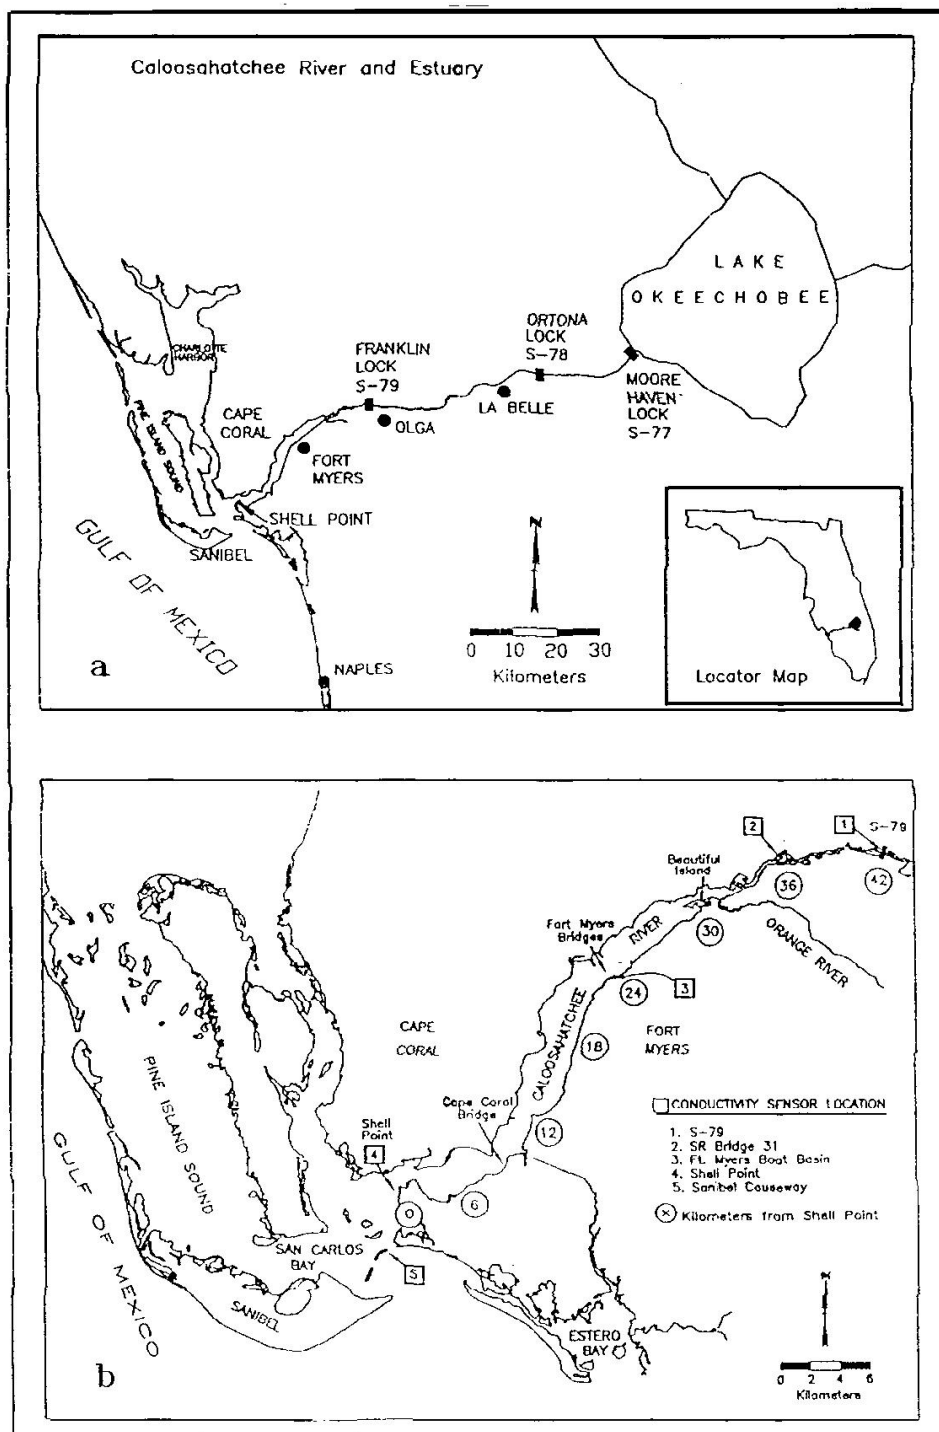 Caloosahatchee River and Estuary
LAKE
OKEECHOBEE
ORTONA
LOCK
S-78
FRANKLIN
LOCK
S-79
CHARLOTTE
HARBOR
MOORE
HAVEN
LOCK
S-77
LA BELLE
CAPE
CORAL
OLGA
PINE ISLAND SOUND
FORT
MYERS
SHELL POINT
SANIBEL
GULF OF MEXICO
N
0 10 20 30
Kilometers
NAPLES
Locator Map
a
2
1
S-79
Beautiful
Island
36
42
Fort Myers
Bridges
RIVER
30
ORANGE RIVER
24
3
CALOOSAHATCHEE
18
CAPE
CORAL
FORT
MYERS
PINE ISLAND SOUND
Cape Coral
Bridge
12
Shell
Point
4
CONDUCTIVITY SENSOR LOCATION
1. S-79
2. SR Bridge 31
3. Ft. Myers Boat Basin
4. Shell Point
5. Sanibel Causeway
6
0
x Kilometers from Shell Point
GULF OF MEXICO
SAN CARLOS
BAY
5
SANIBEL
ESTERO
BAY
N
0 2 4 6
Kilometers
b